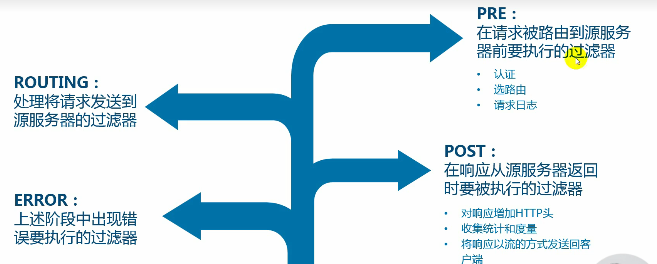 PRE：
在请求被路由到源服务
器前要执行的过滤器
• 认证
• 选路由
• 请求日志
ROUTING：
处理将请求发送到
源服务器的过滤器
POST：
在响应从源服务器返回
时要被执行的过滤器
• 对响应增加HTTP头
• 收集统计和度量
• 将响应以流的方式发送回客
户端
ERROR：
上述阶段中出现错
误要执行的过滤器